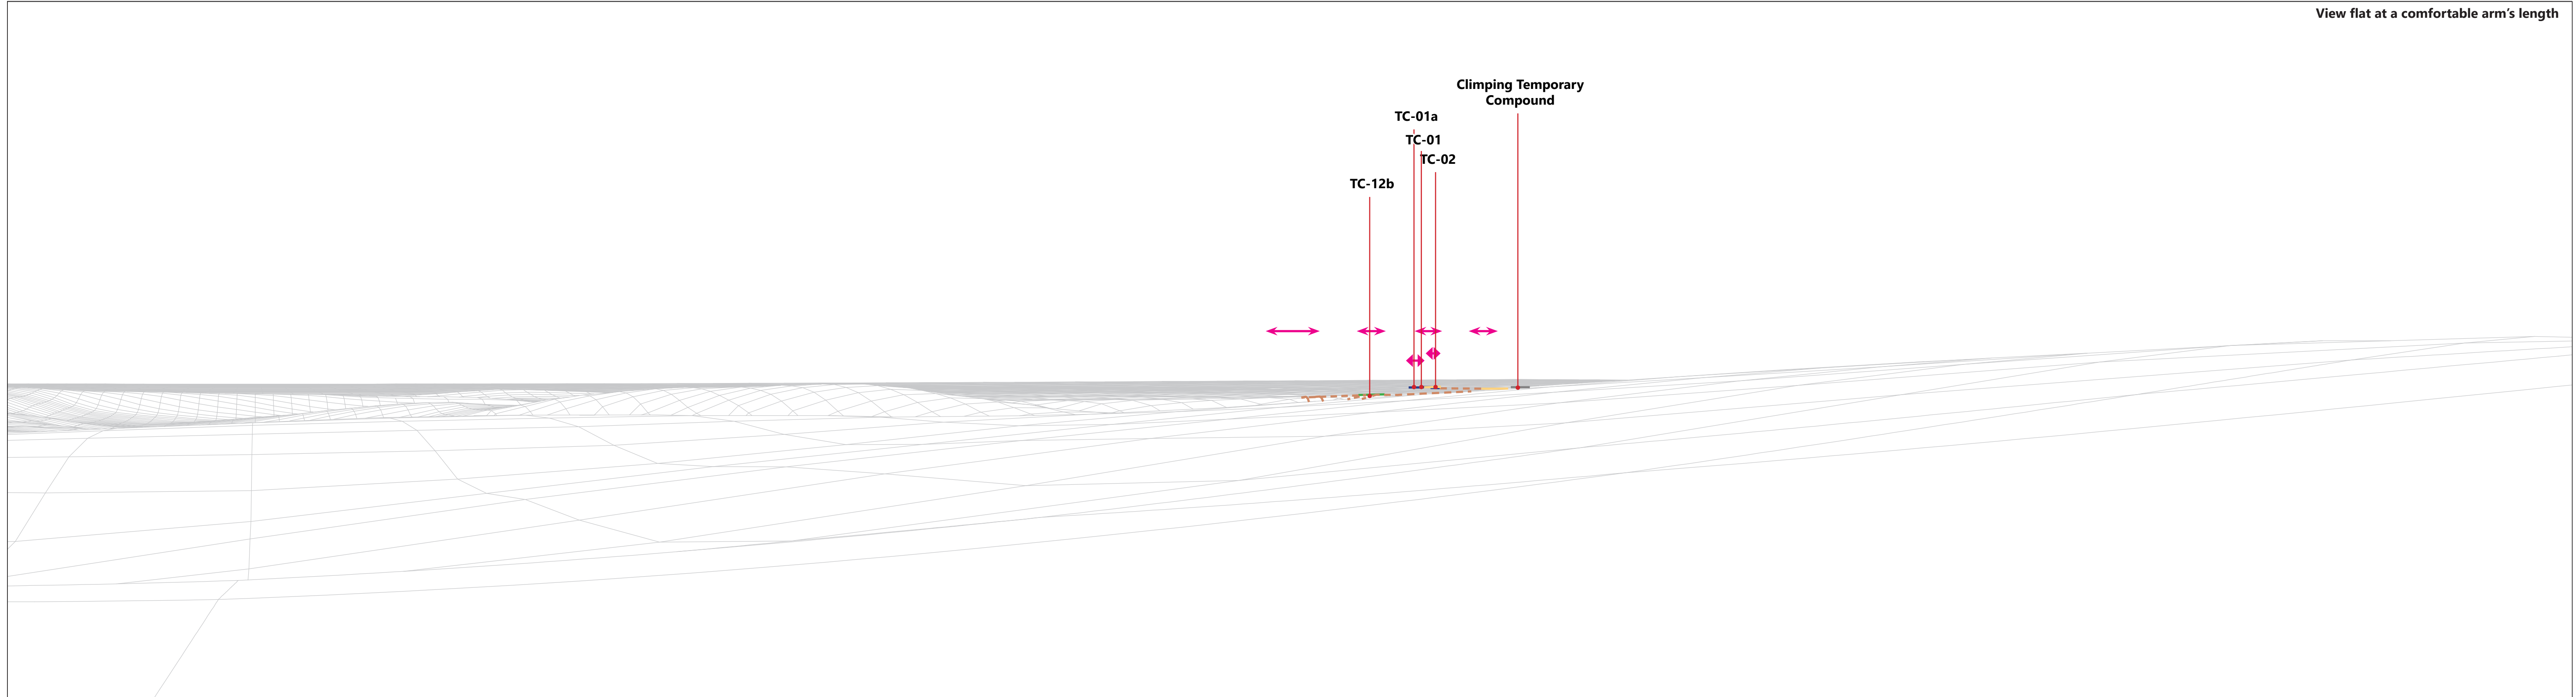 View flat at a comfortable arm's length
Climping Temporary
Compound
TC-01a
TC-01
TC-02
TC-12b